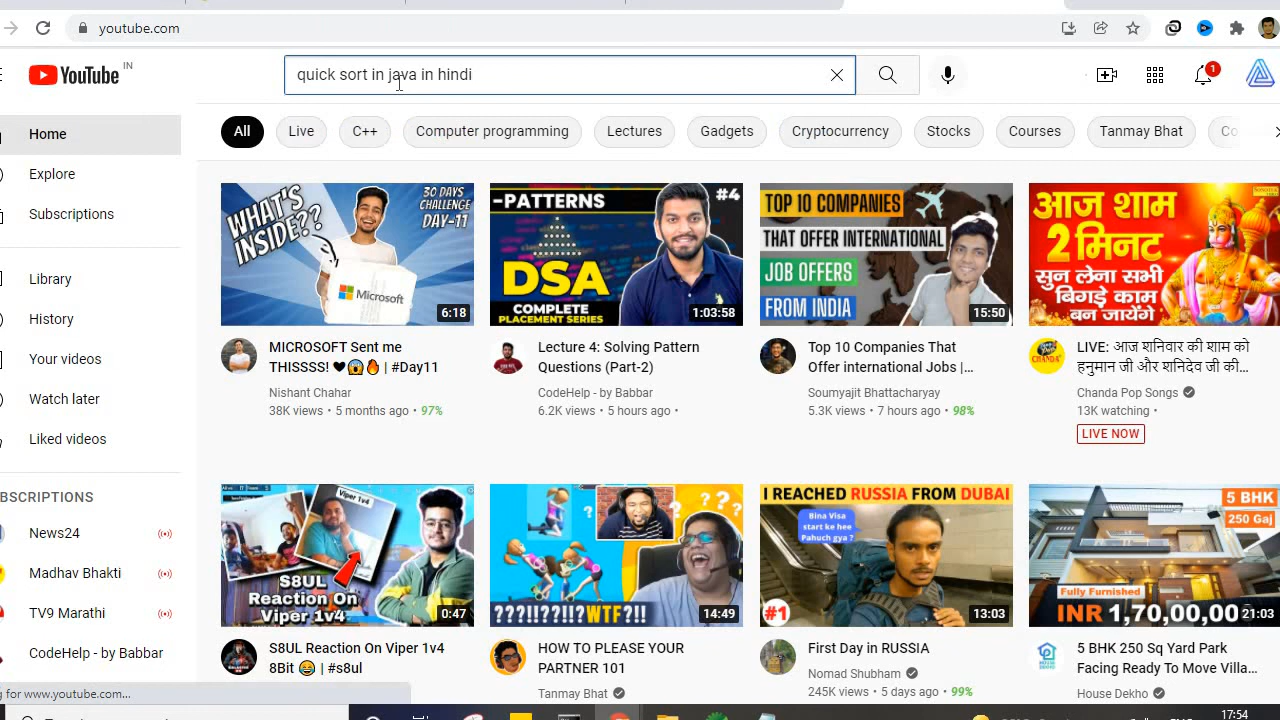 youtube.com
YouTube IN
quick sort in java in hindi
1
All
Live
C++
Computer programming
Lectures
Gadgets
Cryptocurrency
Stocks
Courses
Tanmay Bhat
Co
Home
Explore
Subscriptions
Library
History
Your videos
Watch later
Liked videos
BSCRIPTIONS
News24
Madhav Bhakti
TV9 Marathi
CodeHelp - by Babbar
WHAT'S
INSIDE??
30 DAYS
CHALLENGE
DAY-11
Microsoft
6:18
MICROSOFT Sent me
THISSSS! ❤😱🔥 | #Day11
Nishant Chahar
38K views • 5 months ago • 97%
-PATTERNS
#4
DSA
COMPLETE
PLACEMENT SERIES
1:03:58
Lecture 4: Solving Pattern
Questions (Part-2)
CodeHelp - by Babbar
6.2K views • 5 hours ago •
TOP 10 COMPANIES
THAT OFFER INTERNATIONAL
JOB OFFERS
FROM INDIA
15:50
Top 10 Companies That
Offer international Jobs |...
Soumyajit Bhattacharyay
5.3K views • 7 hours ago • 98%
आज शाम
2 मिनट
सुन लेना सभी
बिगड़े काम
बन जायेंगे
CHANDA
LIVE: आज शनिवार की शाम को
हनुमान जी और शनिदेव जी की...
Chanda Pop Songs
13K watching •
LIVE NOW
Viper 1v4
S8UL
Reaction On
Viper 1v4
0:47
S8UL Reaction On Viper 1v4
8Bit 😂 | #s8ul
???!!??!!?WTF?!!
14:49
HOW TO PLEASE YOUR
PARTNER 101
Tanmay Bhat
I REACHED RUSSIA FROM DUBAI
Bina Visa
start ke hee
Pahuch gya ?
#1
13:03
First Day in RUSSIA
Nomad Shubham
245K views • 5 days ago • 99%
5 BHK
250 Gaj
Fully Furnished
INR 1,70,00,00
21:03
5 BHK 250 Sq Yard Park
Facing Ready To Move Villa...
House Dekho
g for www.youtube.com...
17:54